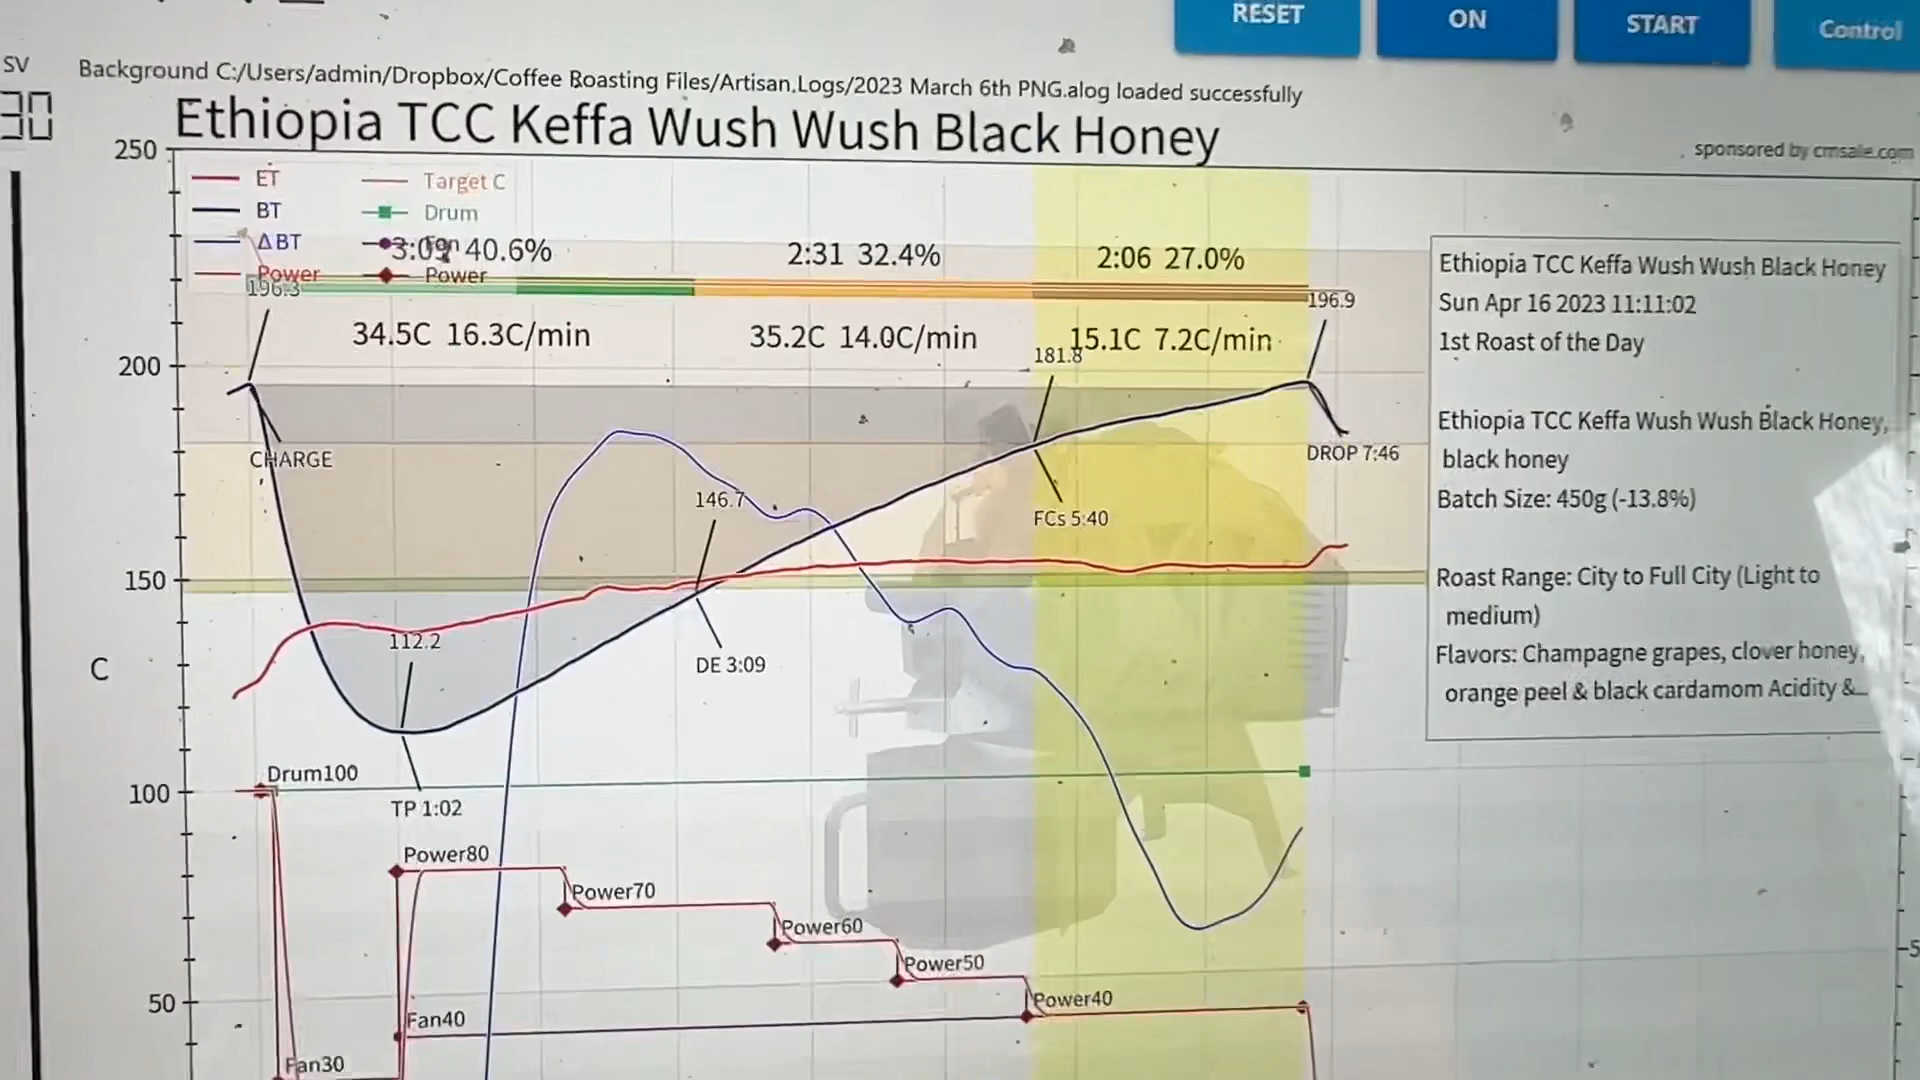 RESET
ON
START
Control
SV
Background C:/Users/admin/Dropbox/Coffee Roasting Files/Artisan.Logs/2023 March 6th PNG.alog loaded successfully
30
Ethiopia TCC Keffa Wush Wush Black Honey
sponsored by cmsale.com
250
ET
Target C
BT
Drum
ΔBT
Fan
3:09 40.6%
2:31 32.4%
2:06 27.0%
Power
Power
196.3
196.9
34.5C 16.3C/min
35.2C 14.0C/min
15.1C 7.2C/min
181.8
200
CHARGE
DROP 7:46
146.7
FCs 5:40
150
112.2
DE 3:09
C
Drum100
100
TP 1:02
Power80
Power70
Power60
Power50
Power40
50
Fan40
Fan30
Ethiopia TCC Keffa Wush Wush Black Honey
Sun Apr 16 2023 11:11:02
1st Roast of the Day
Ethiopia TCC Keffa Wush Wush Black Honey,
black honey
Batch Size: 450g (-13.8%)
Roast Range: City to Full City (Light to
medium)
Flavors: Champagne grapes, clover honey,
orange peel & black cardamom Acidity &